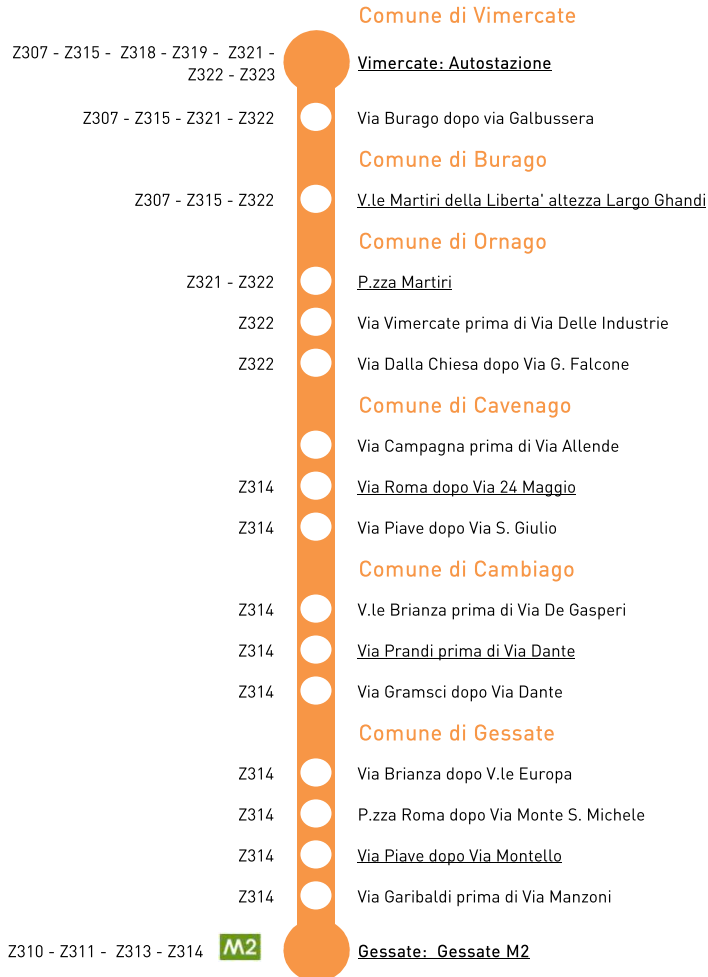 Comune di Vimercate
Z307 - Z315 - Z318 - Z319 - Z321 -
Z322 - Z323
Vimercate: Autostazione
Z307 - Z315 - Z321 - Z322
Via Burago dopo via Galbussera
Comune di Burago
Z307 - Z315 - Z322
V.le Martiri della Liberta' altezza Largo Ghandi
Comune di Ornago
Z321 - Z322
P.zza Martiri
Z322
Via Vimercate prima di Via Delle Industrie
Z322
Via Dalla Chiesa dopo Via G. Falcone
Comune di Cavenago
Via Campagna prima di Via Allende
Z314
Via Roma dopo Via 24 Maggio
Z314
Via Piave dopo Via S. Giulio
Comune di Cambiago
Z314
V.le Brianza prima di Via De Gasperi
Z314
Via Prandi prima di Via Dante
Z314
Via Gramsci dopo Via Dante
Comune di Gessate
Z314
Via Brianza dopo V.le Europa
Z314
P.zza Roma dopo Via Monte S. Michele
Z314
Via Piave dopo Via Montello
Z314
Via Garibaldi prima di Via Manzoni
Z310 - Z311 - Z313 - Z314
M2
Gessate: Gessate M2